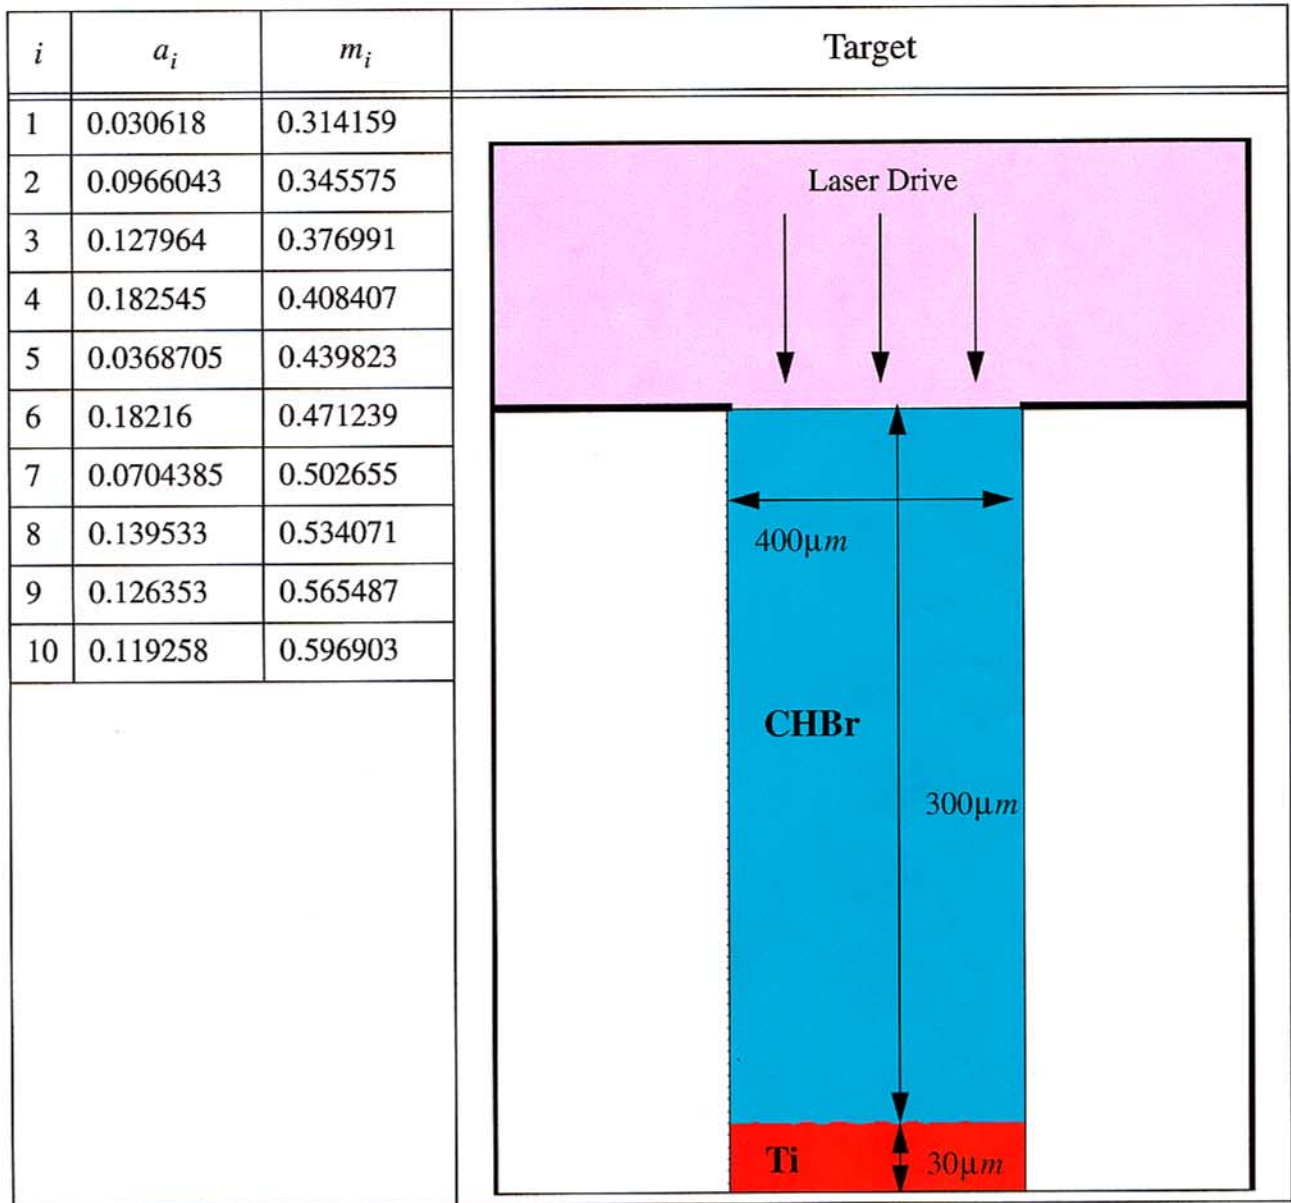 i a_i m_i Target
1 0.030618 0.314159
2 0.0966043 0.345575
3 0.127964 0.376991
4 0.182545 0.408407
5 0.0368705 0.439823
6 0.18216 0.471239
7 0.0704385 0.502655
8 0.139533 0.534071
9 0.126353 0.565487
10 0.119258 0.596903
Laser Drive
400μm
CHBr
300μm
Ti
30μm